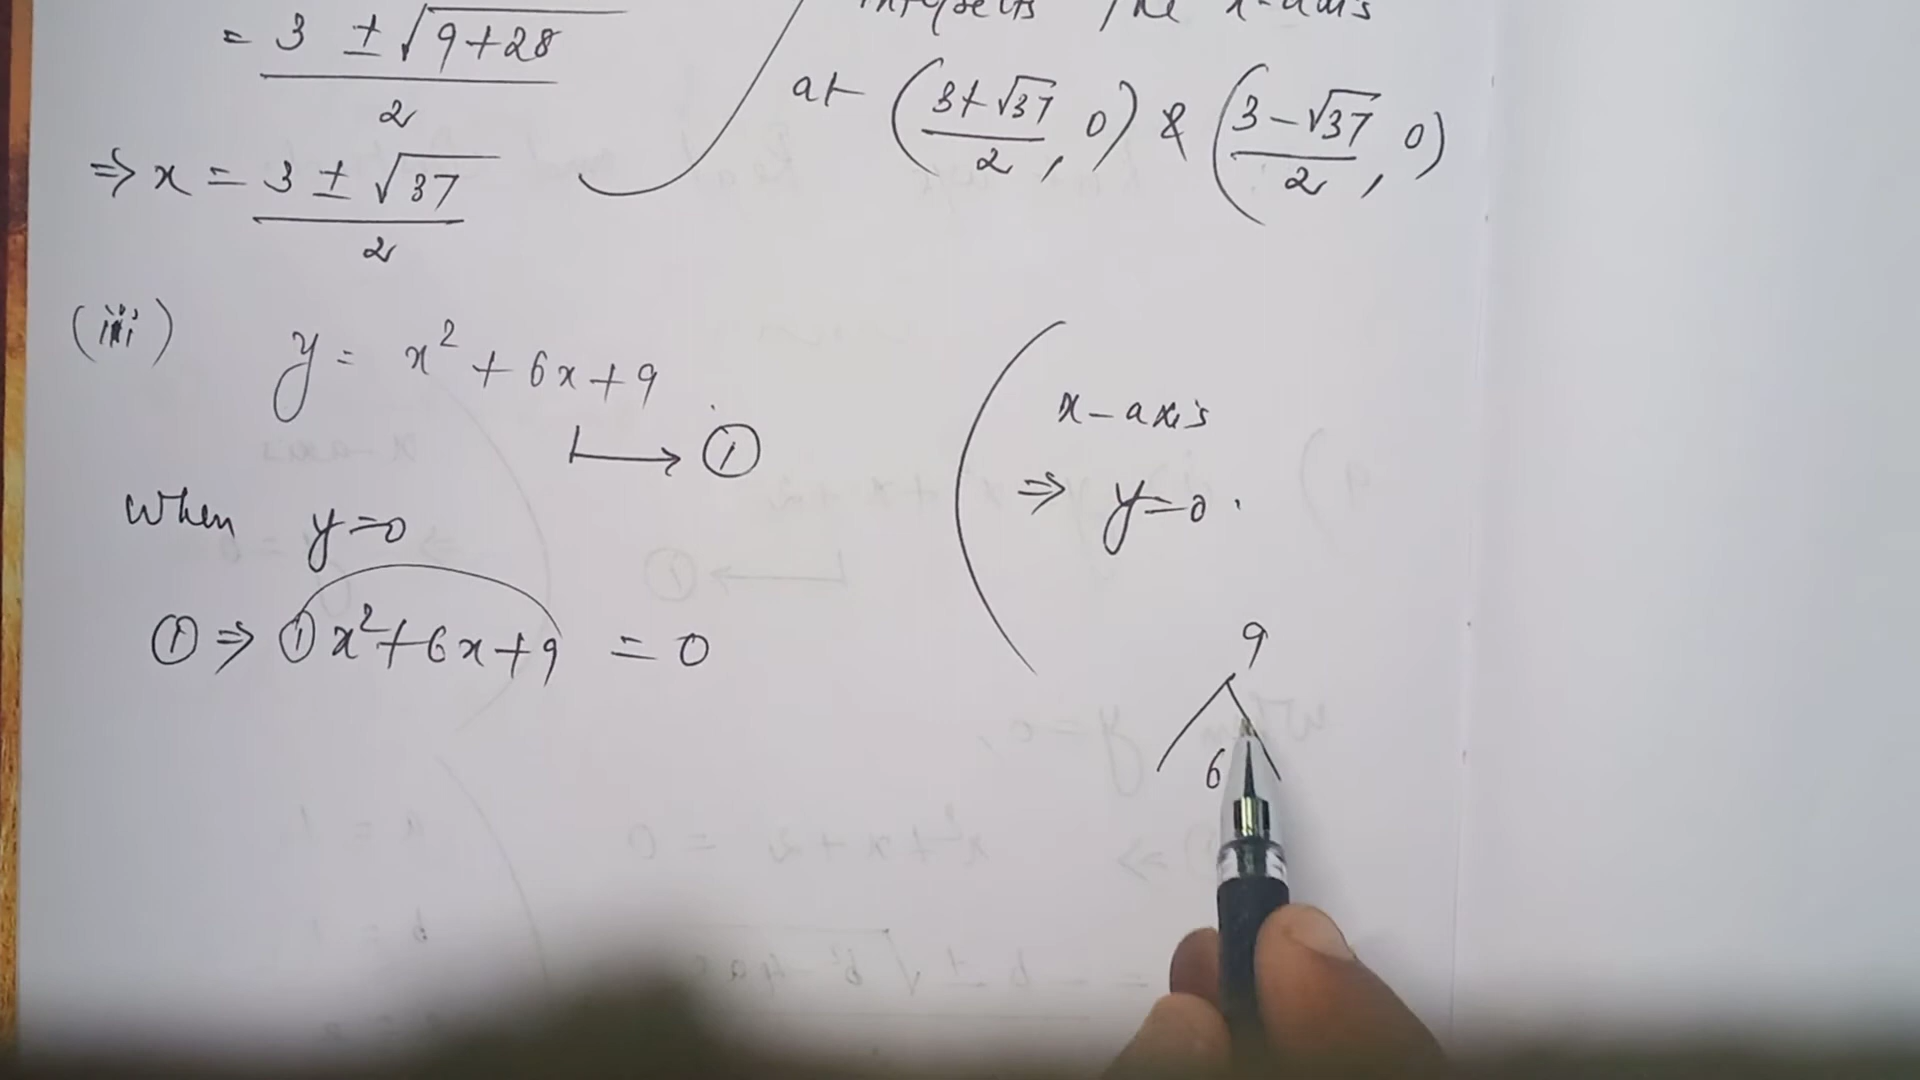 = 3 ± √9+28 / 2
⇒ x = 3 ± √37 / 2
x-axis
at (3+√37 / 2, 0) & (3-√37 / 2, 0)
(iii) y = x² + 6x + 9
⟼ ①
When y=0
① ⇒ ①x²+6x+9 = 0
x-axis
⇒ y=0.
9
6